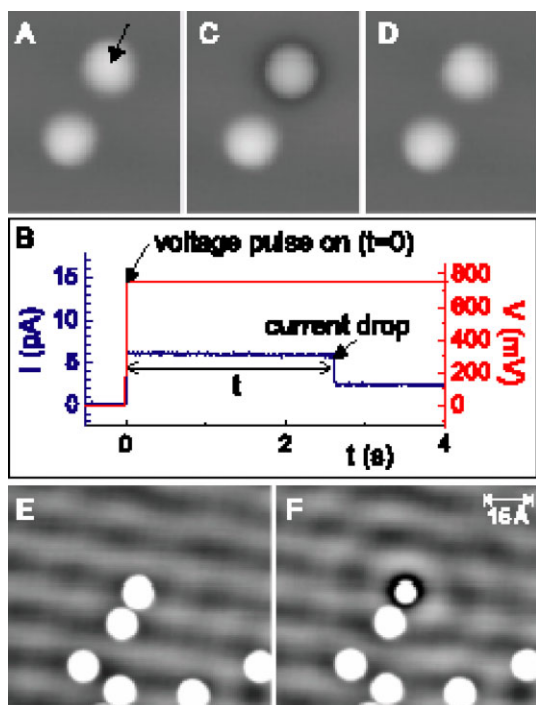 A
C
D
B
voltage pulse on (t=0)
current drop
t
I (pA)
15
10
5
0
V (mV)
800
600
400
200
0
0
2
4
t (s)
E
F
16Å